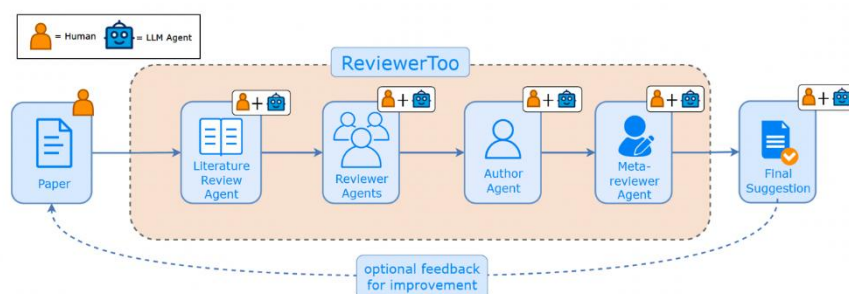 = Human
= LLM Agent
ReviewerToo
+
+
+
+
+
Paper
Literature
Review
Agent
Reviewer
Agents
Author
Agent
Meta-
reviewer
Agent
Final
Suggestion
optional feedback
for improvement